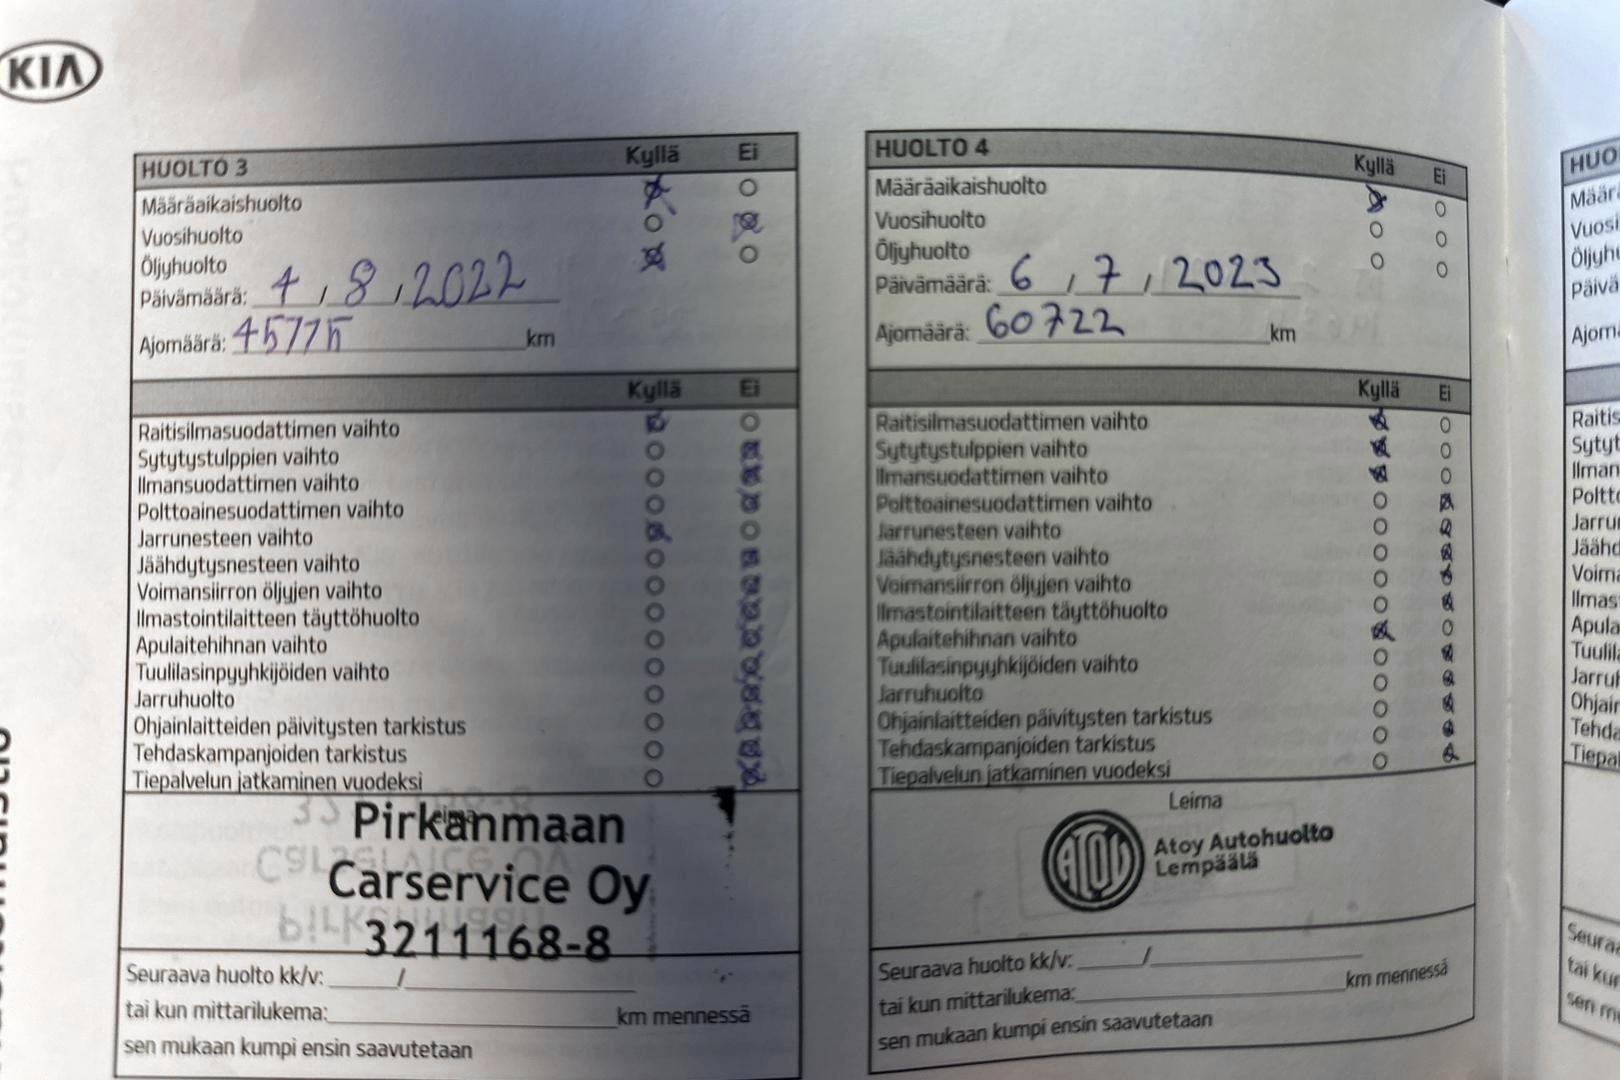 KIA
HUOLTO 3 Kyllä Ei
Määräaikaishuolto
Vuosihuolto
Öljyhuolto
Päivämäärä: 4 , 8 , 2022
Ajomäärä: 45775 km
Kyllä Ei
Raitisilmasuodattimen vaihto
Sytytystulppien vaihto
Ilmansuodattimen vaihto
Polttoainesuodattimen vaihto
Jarrunesteen vaihto
Jäähdytysnesteen vaihto
Voimansiirron öljyjen vaihto
Ilmastointilaitteen täyttöhuolto
Apulaitehihnan vaihto
Tuulilasinpyyhkijöiden vaihto
Jarruhuolto
Ohjainlaitteiden päivitysten tarkistus
Tehdaskampanjoiden tarkistus
Tiepalvelun jatkaminen vuodeksi
Leima
Pirkanmaan
Carservice Oy
3211168-8
Seuraava huolto kk/v: /
tai kun mittarilukema: km mennessä
sen mukaan kumpi ensin saavutetaan
HUOLTO 4 Kyllä Ei
Määräaikaishuolto
Vuosihuolto
Öljyhuolto
Päivämäärä: 6 , 7 , 2023
Ajomäärä: 60722 km
Kyllä Ei
Raitisilmasuodattimen vaihto
Sytytystulppien vaihto
Ilmansuodattimen vaihto
Polttoainesuodattimen vaihto
Jarrunesteen vaihto
Jäähdytysnesteen vaihto
Voimansiirron öljyjen vaihto
Ilmastointilaitteen täyttöhuolto
Apulaitehihnan vaihto
Tuulilasinpyyhkijöiden vaihto
Jarruhuolto
Ohjainlaitteiden päivitysten tarkistus
Tehdaskampanjoiden tarkistus
Tiepalvelun jatkaminen vuodeksi
Leima
ATOY Atoy Autohuolto
Lempäälä
Seuraava huolto kk/v: /
tai kun mittarilukema: km mennessä
sen mukaan kumpi ensin saavutetaan